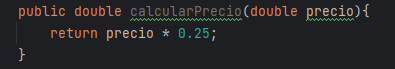 public double calcularPrecio(double precio){
    return precio * 0.25;
}